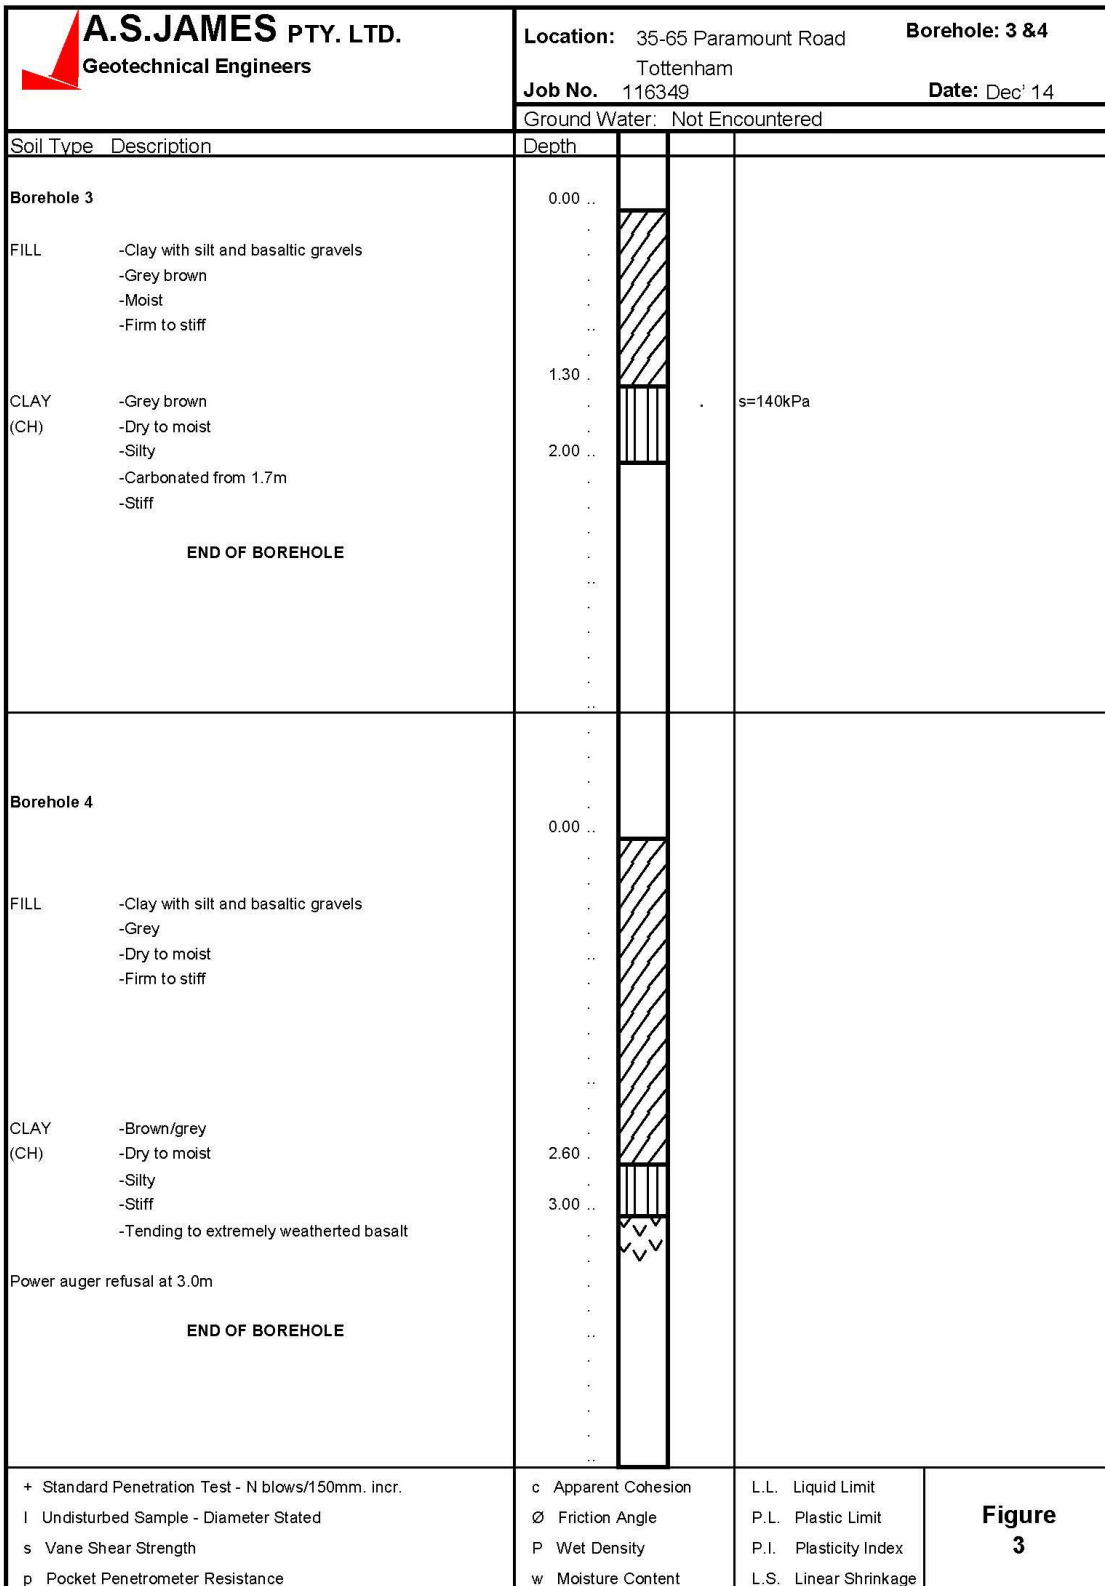 A.S.JAMES PTY. LTD.
Geotechnical Engineers
Location: 35-65 Paramount Road
Tottenham
Borehole: 3 &4
Job No. 116349
Date: Dec' 14
Ground Water: Not Encountered
Soil Type Description Depth
Borehole 3 0.00 ..
FILL -Clay with silt and basaltic gravels
-Grey brown
-Moist
-Firm to stiff
1.30 .
CLAY -Grey brown . s=140kPa
(CH) -Dry to moist
-Silty 2.00 ..
-Carbonated from 1.7m
-Stiff
END OF BOREHOLE
Borehole 4
0.00 ..
FILL -Clay with silt and basaltic gravels
-Grey
-Dry to moist
-Firm to stiff
CLAY -Brown/grey
(CH) -Dry to moist 2.60 .
-Silty
-Stiff 3.00 ..
-Tending to extremely weatherted basalt
Power auger refusal at 3.0m
END OF BOREHOLE
+ Standard Penetration Test - N blows/150mm. incr.
I Undisturbed Sample - Diameter Stated
s Vane Shear Strength
p Pocket Penetrometer Resistance
c Apparent Cohesion
Ø Friction Angle
P Wet Density
w Moisture Content
L.L. Liquid Limit
P.L. Plastic Limit
P.I. Plasticity Index
L.S. Linear Shrinkage
Figure
3